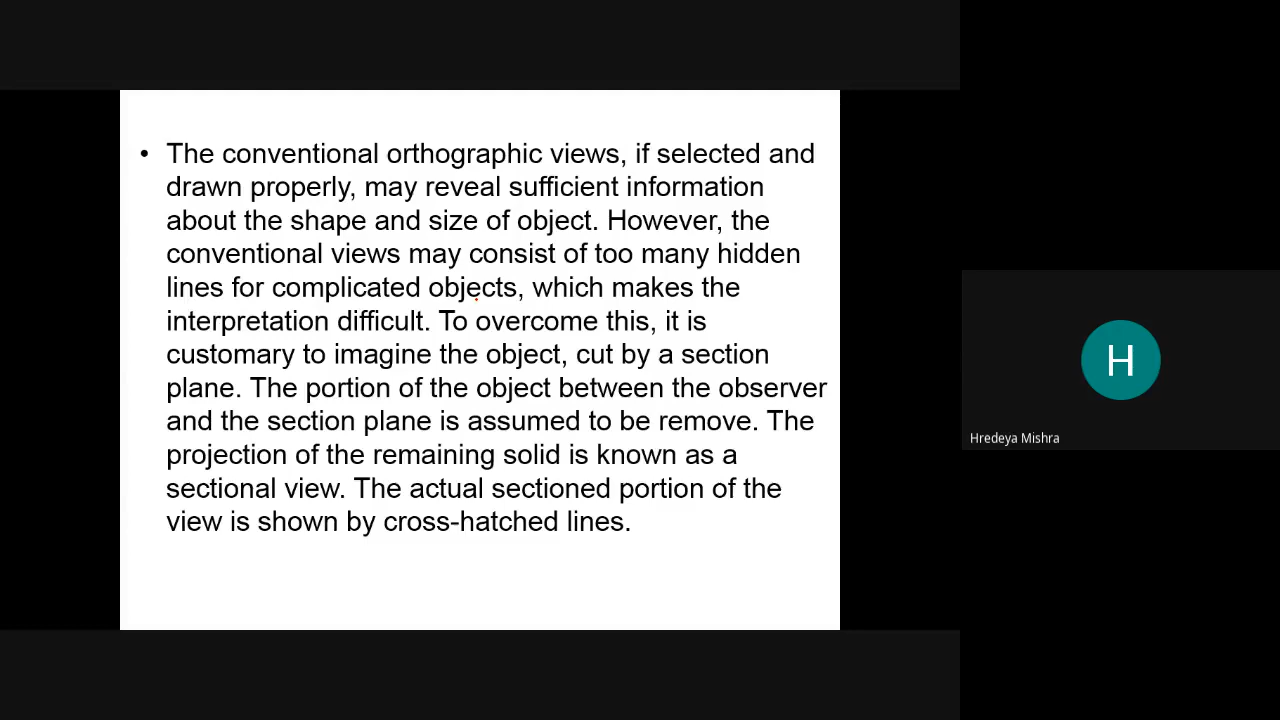 • The conventional orthographic views, if selected and
drawn properly, may reveal sufficient information
about the shape and size of object. However, the
conventional views may consist of too many hidden
lines for complicated objects, which makes the
interpretation difficult. To overcome this, it is
customary to imagine the object, cut by a section
plane. The portion of the object between the observer
and the section plane is assumed to be remove. The
projection of the remaining solid is known as a
sectional view. The actual sectioned portion of the
view is shown by cross-hatched lines.
H
Hredeya Mishra